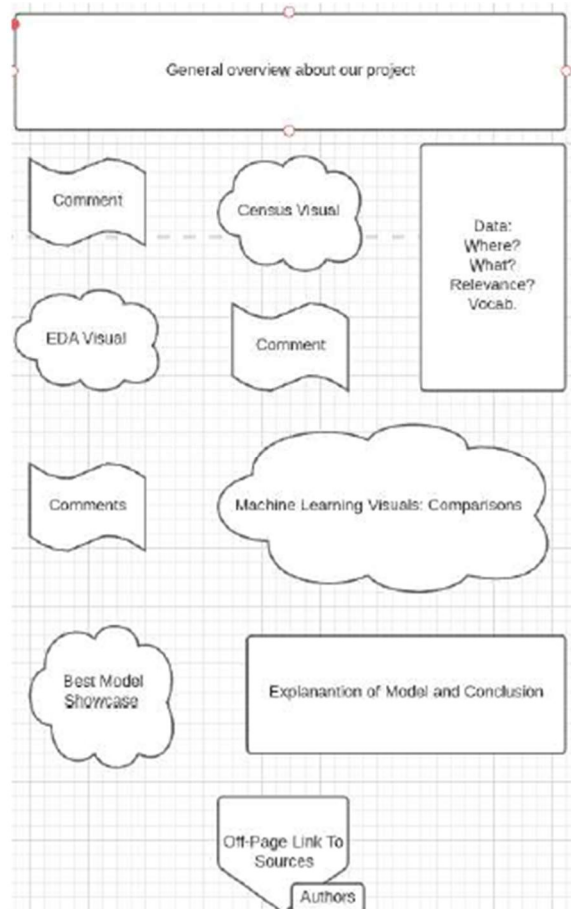 General overview about our project
Comment
Census Visual
Data:
Where?
What?
Relevance?
Vocab.
EDA Visual
Comment
Comments
Machine Learning Visuals: Comparisons
Best Model
Showcase
Explanantion of Model and Conclusion
Off-Page Link To
Sources
Authors